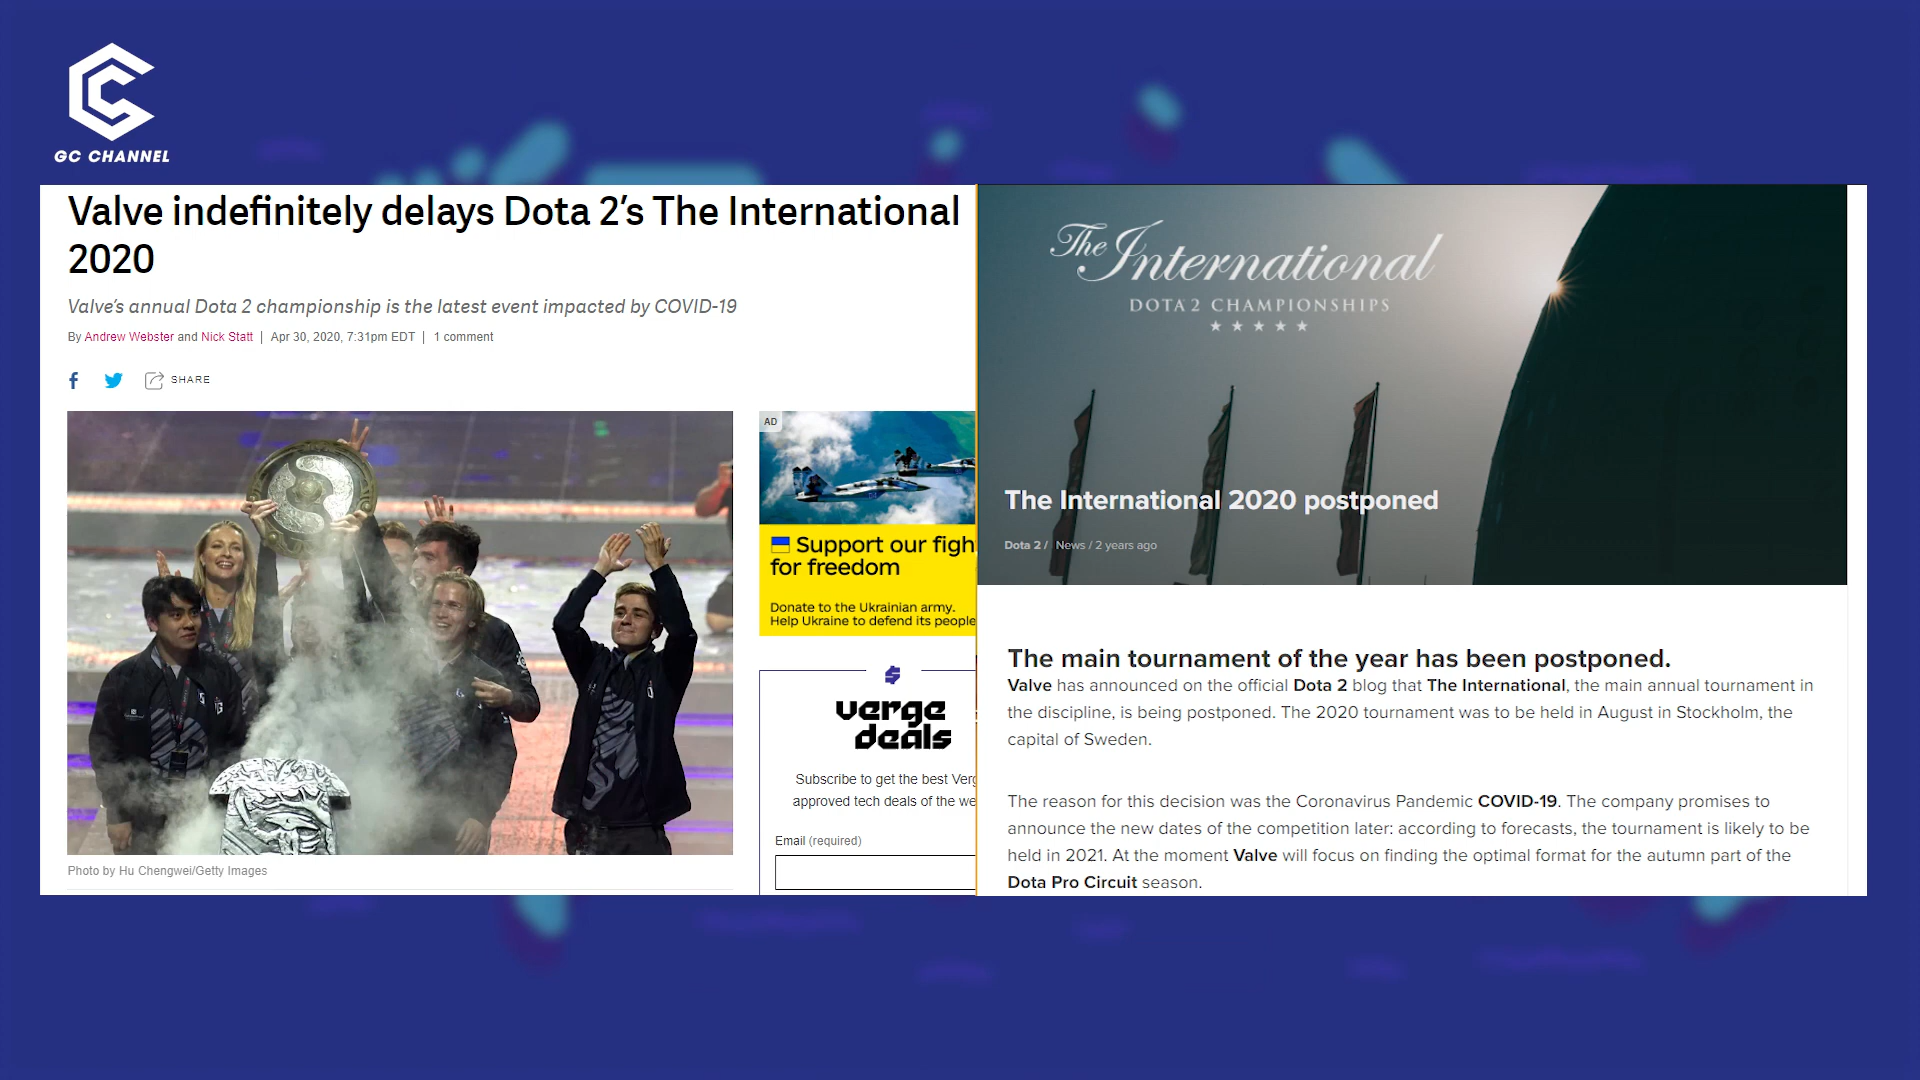 GC CHANNEL
Valve indefinitely delays Dota 2’s The International
2020
Valve’s annual Dota 2 championship is the latest event impacted by COVID-19
By Andrew Webster and Nick Statt | Apr 30, 2020, 7:31pm EDT | 1 comment
SHARE
Photo by Hu Chengwei/Getty Images
AD
Support our figh
for freedom
Donate to the Ukrainian army.
Help Ukraine to defend its people
verge
deals
Subscribe to get the best Verg
approved tech deals of the we
Email (required)
The International
DOTA 2 CHAMPIONSHIPS
The International 2020 postponed
Dota 2 / News / 2 years ago
The main tournament of the year has been postponed.
Valve has announced on the official Dota 2 blog that The International, the main annual tournament in
the discipline, is being postponed. The 2020 tournament was to be held in August in Stockholm, the
capital of Sweden.
The reason for this decision was the Coronavirus Pandemic COVID-19. The company promises to
announce the new dates of the competition later: according to forecasts, the tournament is likely to be
held in 2021. At the moment Valve will focus on finding the optimal format for the autumn part of the
Dota Pro Circuit season.